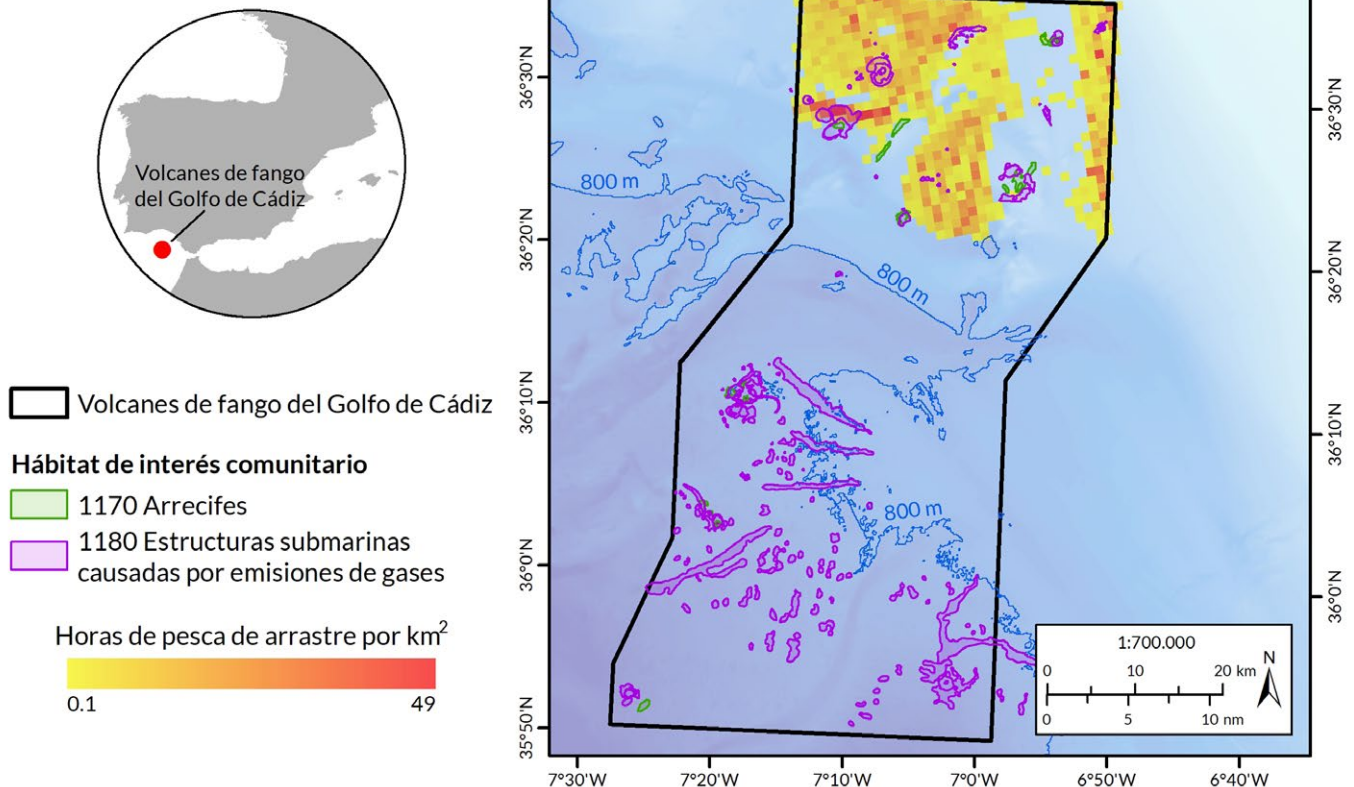 Volcanes de fango
del Golfo de Cádiz
Volcanes de fango del Golfo de Cádiz
Hábitat de interés comunitario
1170 Arrecifes
1180 Estructuras submarinas
causadas por emisiones de gases
Horas de pesca de arrastre por km²
0.1 49
36°30'N
36°20'N
36°10'N
36°0'N
35°50'N
800 m
800 m
800 m
36°30'N
36°20'N
36°10'N
36°0'N
1:700.000
0 10 20 km
N
0 5 10 nm
7°30'W 7°20'W 7°10'W 7°0'W 6°50'W 6°40'W